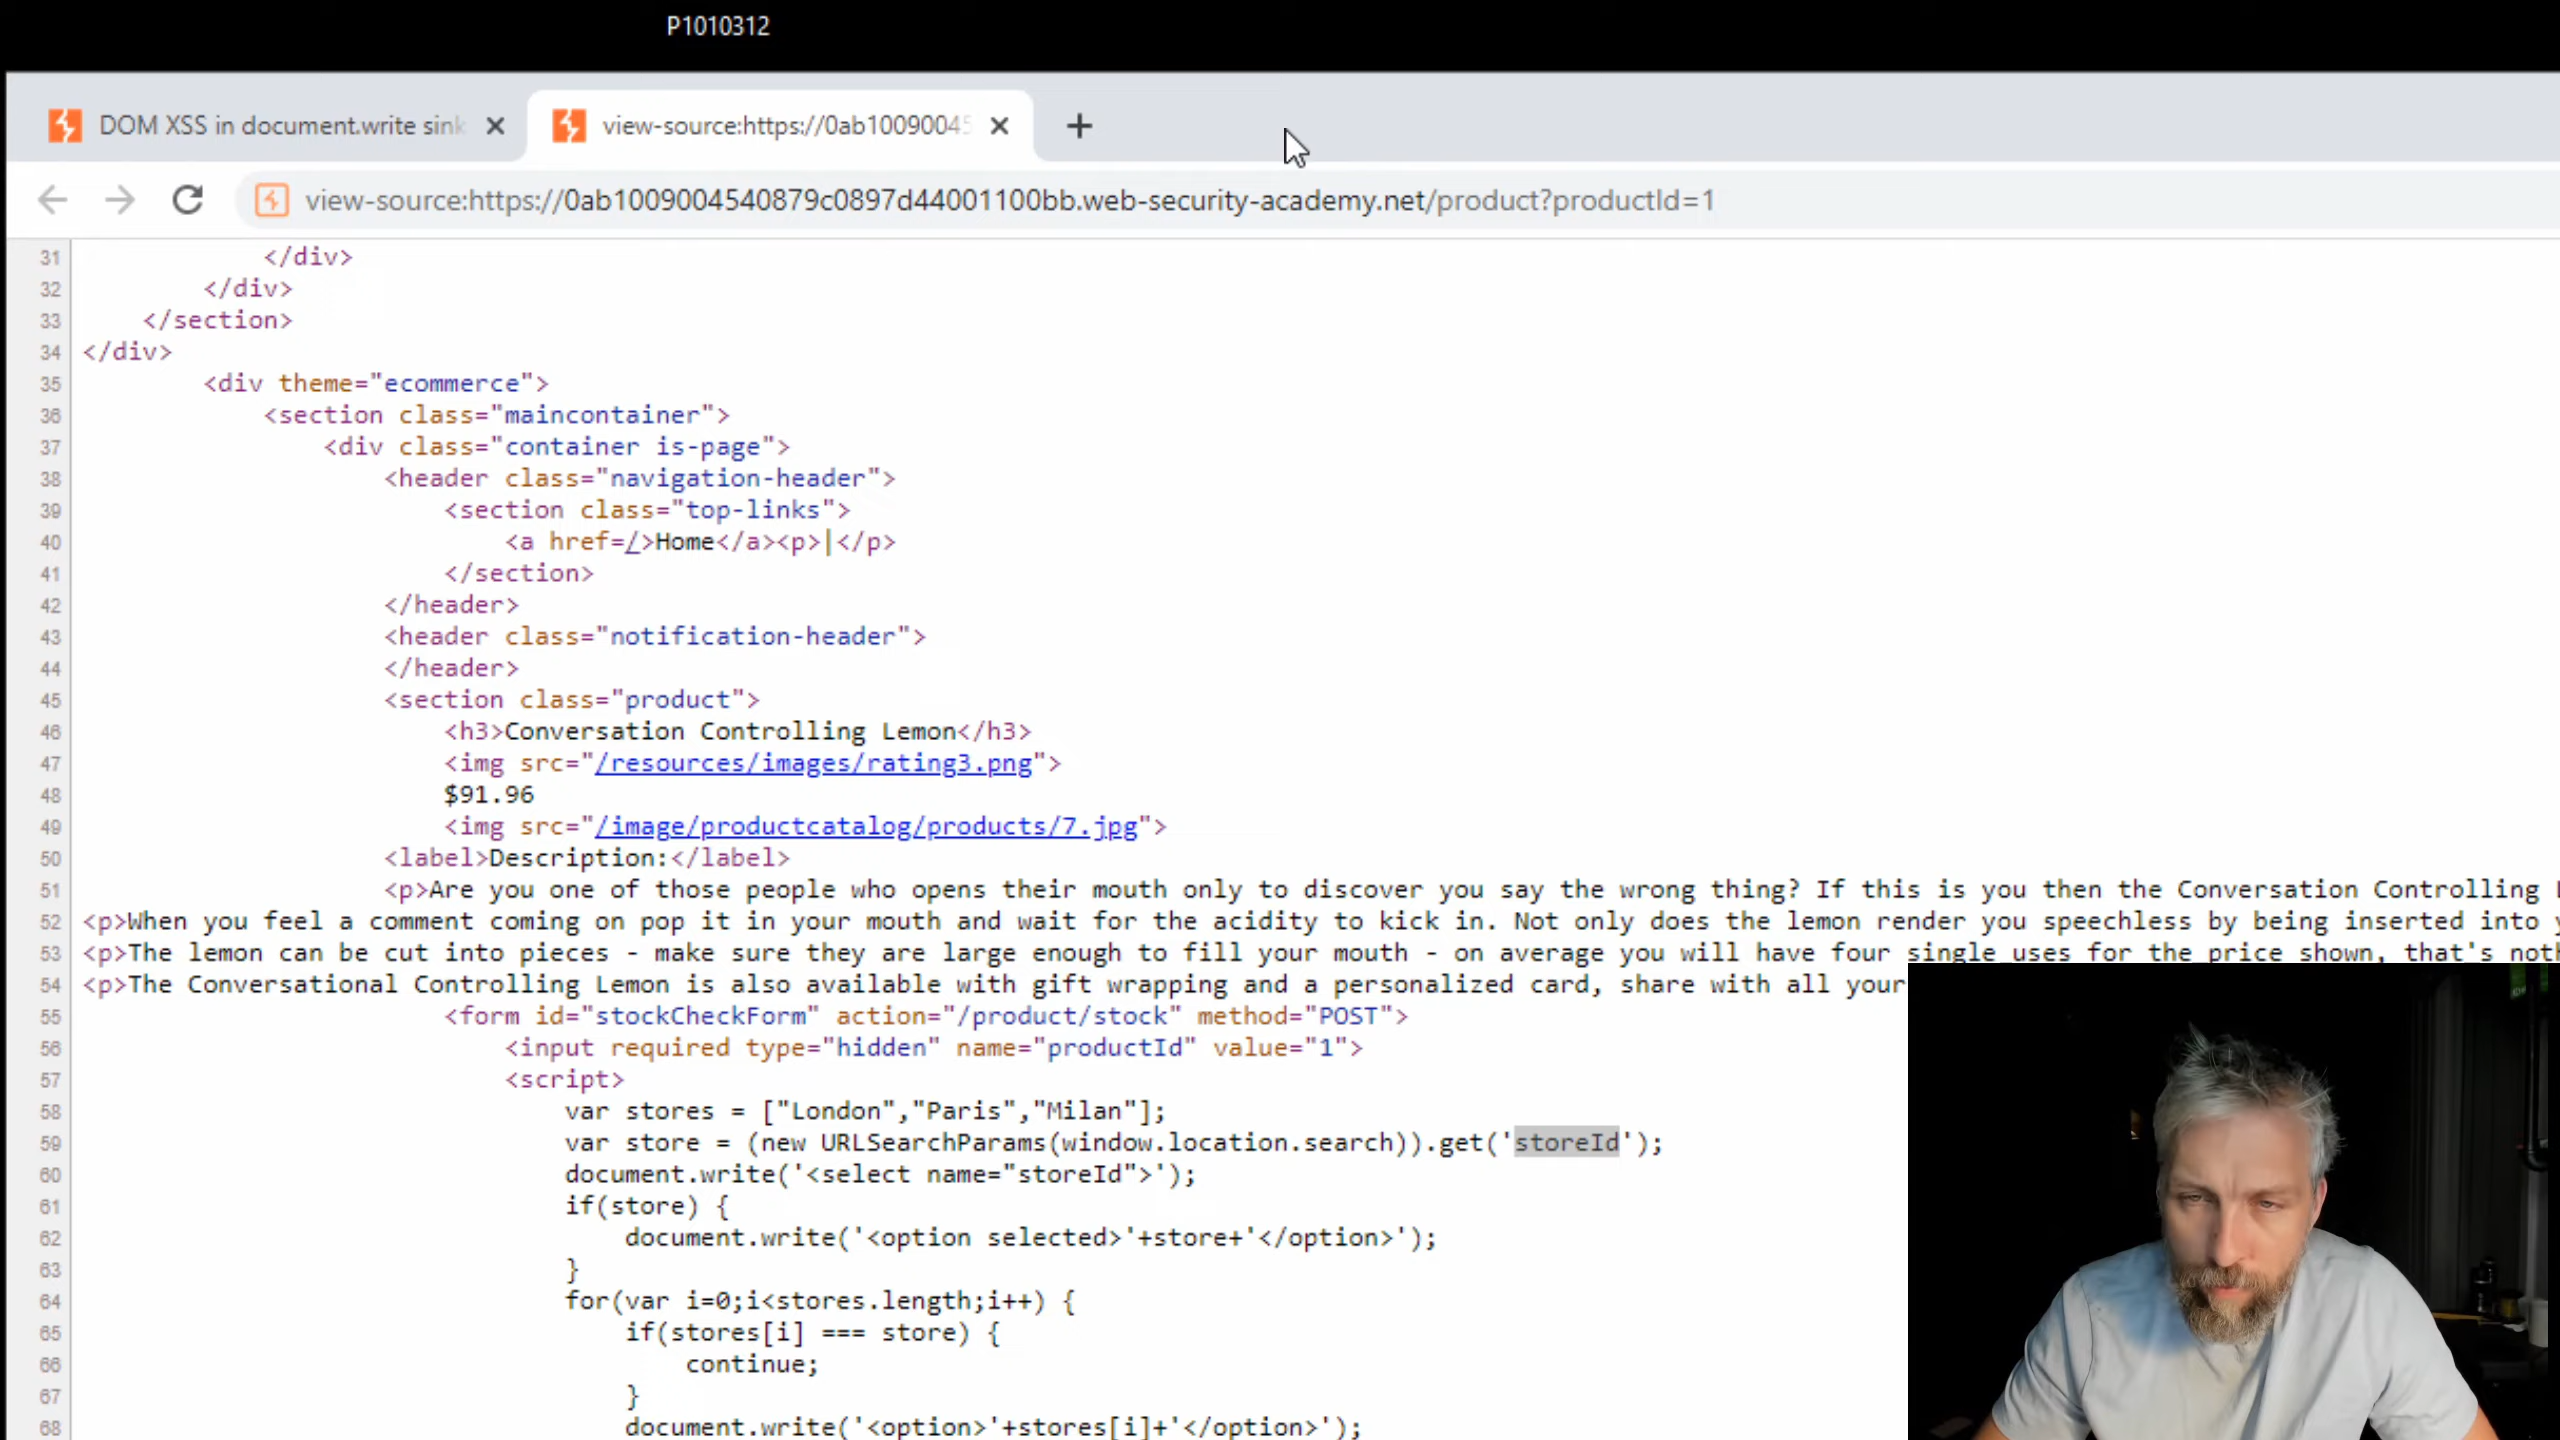 P1010312
DOM XSS in document.write sink
view-source:https://0ab10090045
view-source:https://0ab1009004540879c0897d44001100bb.web-security-academy.net/product?productId=1
31 </div>
32 </div>
33 </section>
34 </div>
35 <div theme="ecommerce">
36 <section class="maincontainer">
37 <div class="container is-page">
38 <header class="navigation-header">
39 <section class="top-links">
40 <a href=/>Home</a><p>|</p>
41 </section>
42 </header>
43 <header class="notification-header">
44 </header>
45 <section class="product">
46 <h3>Conversation Controlling Lemon</h3>
47 <img src="/resources/images/rating3.png">
48 $91.96
49 <img src="/image/productcatalog/products/7.jpg">
50 <label>Description:</label>
51 <p>Are you one of those people who opens their mouth only to discover you say the wrong thing? If this is you then the Conversation Controlling
52 <p>When you feel a comment coming on pop it in your mouth and wait for the acidity to kick in. Not only does the lemon render you speechless by being inserted into
53 <p>The lemon can be cut into pieces - make sure they are large enough to fill your mouth - on average you will have four single uses for the price shown, that's
54 <p>The Conversational Controlling Lemon is also available with gift wrapping and a personalized card, share with all your
55 <form id="stockCheckForm" action="/product/stock" method="POST">
56 <input required type="hidden" name="productId" value="1">
57 <script>
58 var stores = ["London","Paris","Milan"];
59 var store = (new URLSearchParams(window.location.search)).get('storeId');
60 document.write('<select name="storeId">');
61 if(store) {
62 document.write('<option selected>'+store+'</option>');
63 }
64 for(var i=0;i<stores.length;i++) {
65 if(stores[i] === store) {
66 continue;
67 }
68 document.write('<option>'+stores[i]+'</option>');